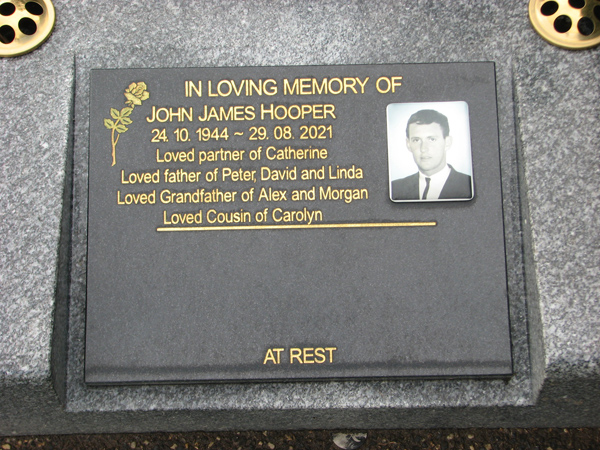 IN LOVING MEMORY OF
JOHN JAMES HOOPER
24. 10. 1944 ~ 29. 08. 2021
Loved partner of Catherine
Loved father of Peter, David and Linda
Loved Grandfather of Alex and Morgan
Loved Cousin of Carolyn
AT REST